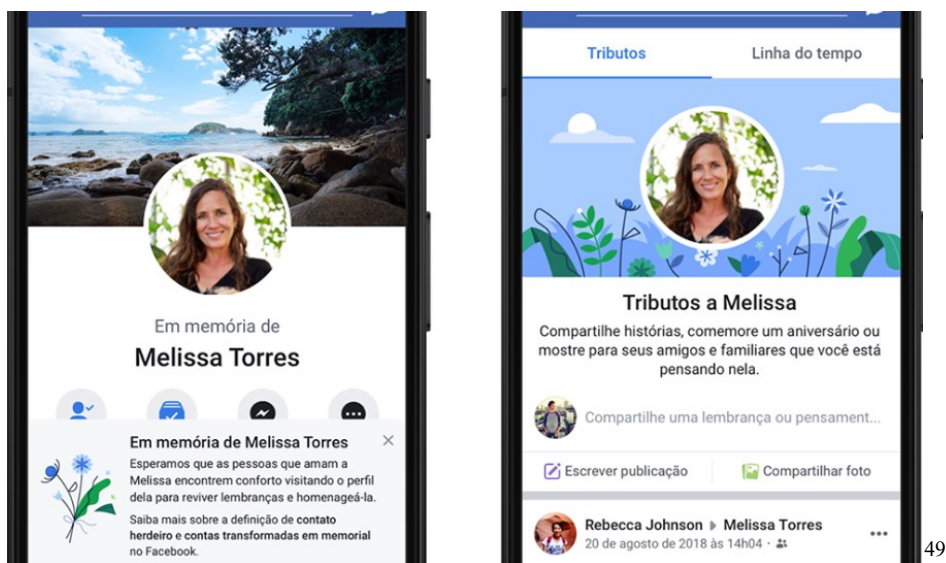 Em memória de
Melissa Torres
Em memória de Melissa Torres
Esperamos que as pessoas que amam a
Melissa encontrem conforto visitando o perfil
dela para reviver lembranças e homenageá-la.
Saiba mais sobre a definição de contato
herdeiro e contas transformadas em memorial
no Facebook.
Tributos
Linha do tempo
Tributos a Melissa
Compartilhe histórias, comemore um aniversário ou
mostre para seus amigos e familiares que você está
pensando nela.
Compartilhe uma lembrança ou pensament...
Escrever publicação
Compartilhar foto
Rebecca Johnson ▶ Melissa Torres
20 de agosto de 2018 às 14h04 ·
49